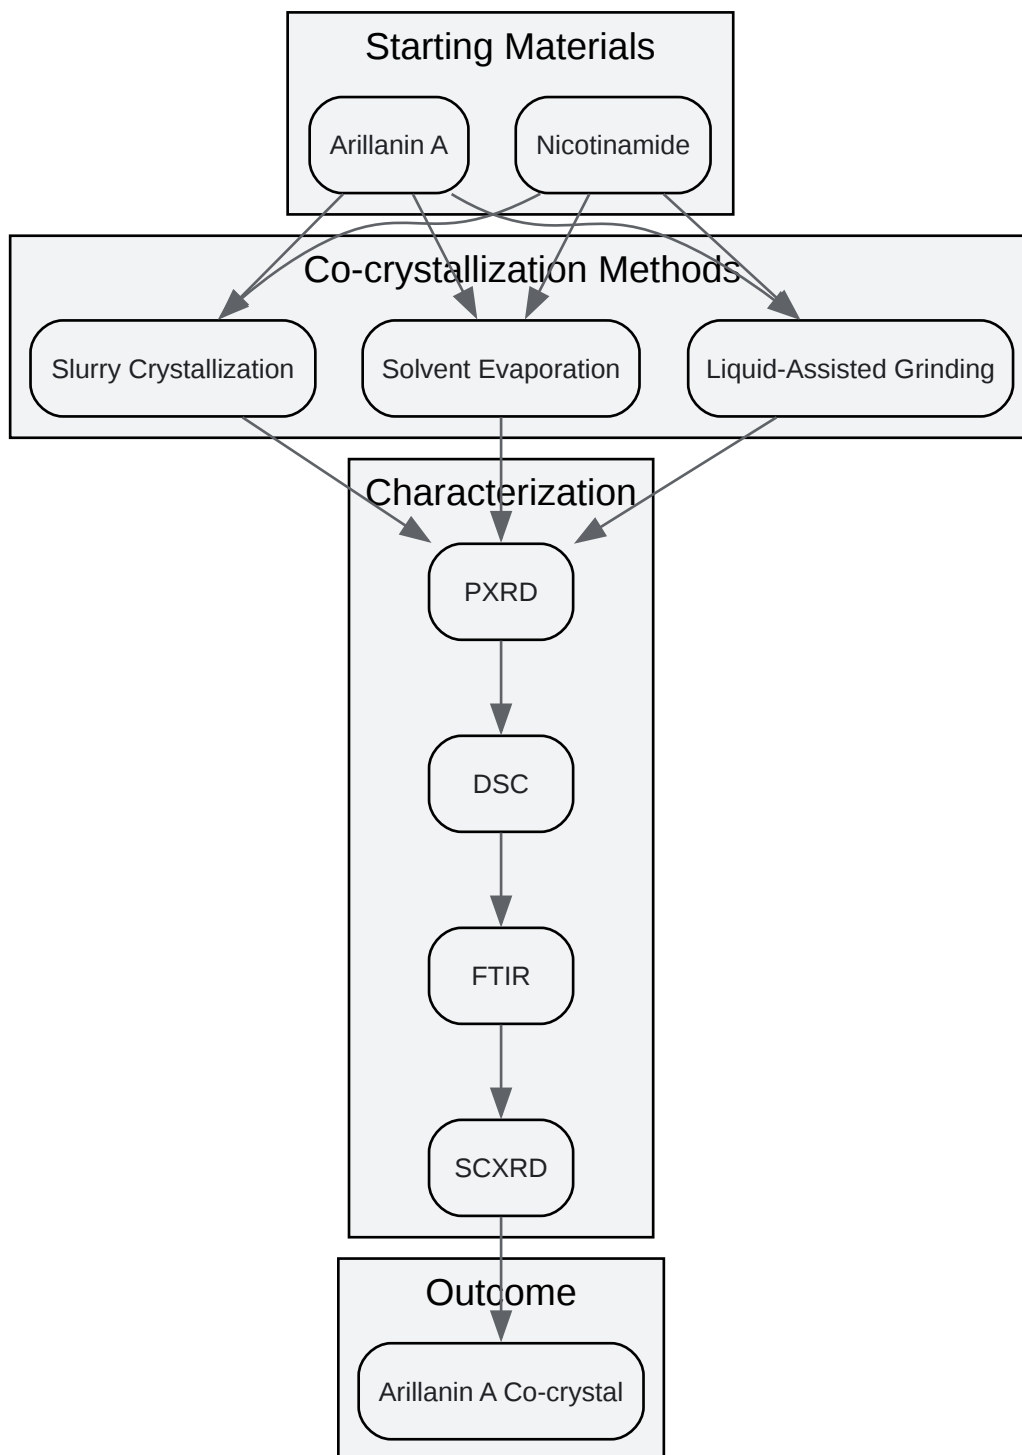 Starting Materials
Arillanin A
Nicotinamide
Co-crystallization Methods
Slurry Crystallization
Solvent Evaporation
Liquid-Assisted Grinding
Characterization
PXRD
DSC
FTIR
SCXRD
Outcome
Arillanin A Co-crystal